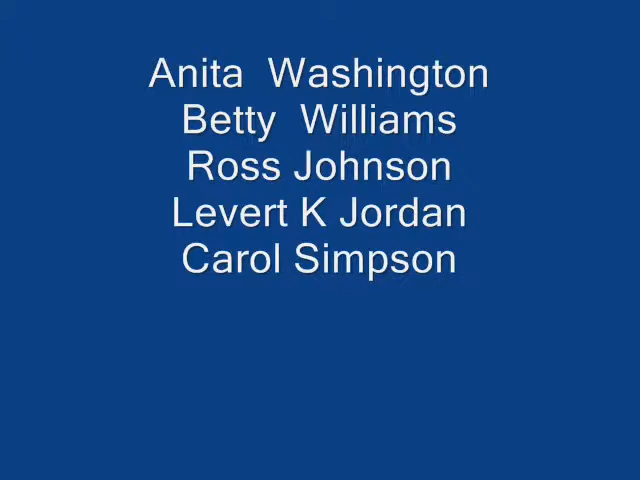 Anita  Washington
Betty  Williams
Ross Johnson
Levert K Jordan
Carol Simpson